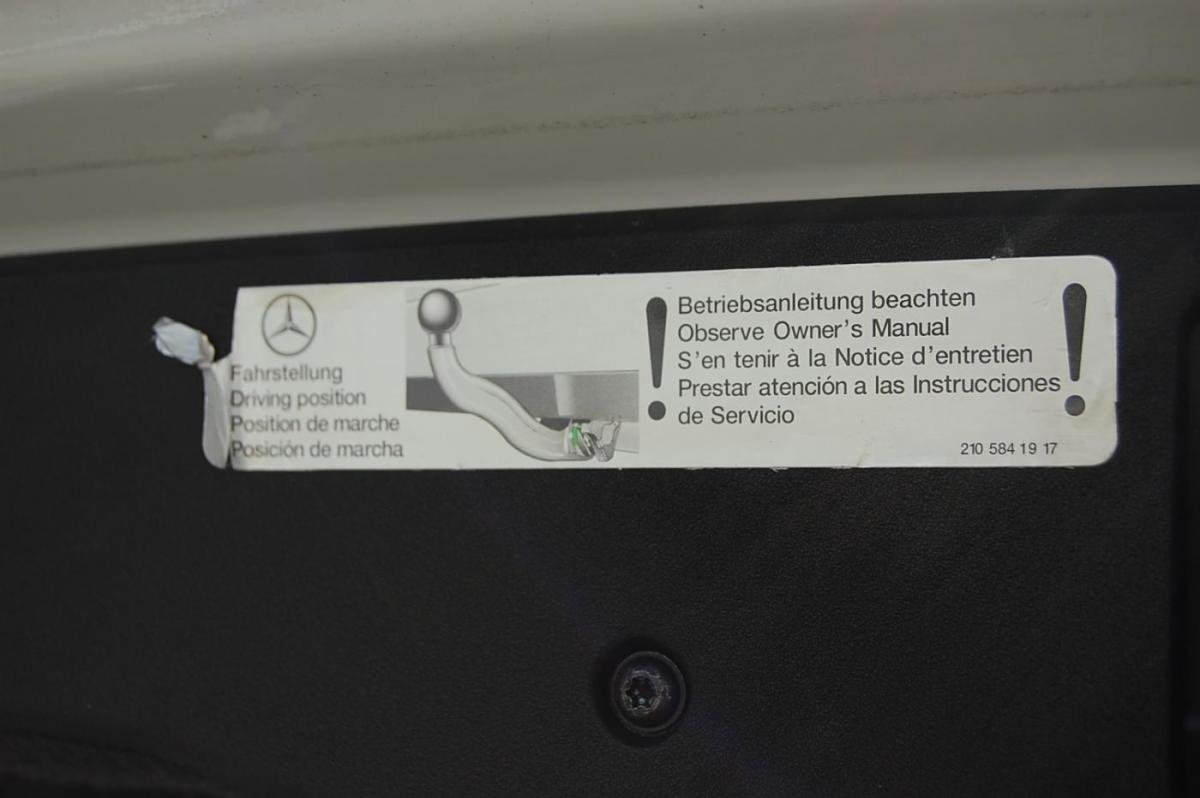 Fahrstellung
Driving position
Position de marche
Posición de marcha
! Betriebsanleitung beachten !
Observe Owner's Manual
S'en tenir à la Notice d'entretien
Prestar atención a las Instrucciones
de Servicio
210 584 19 17